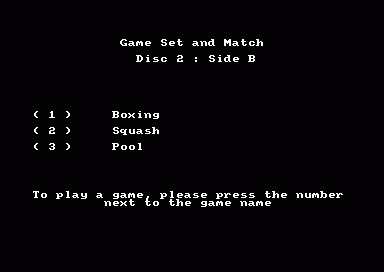 Game Set and Match
Disc 2 : Side B
( 1 ) Boxing
( 2 ) Squash
( 3 ) Pool
To play a game, please press the number
next to the game name